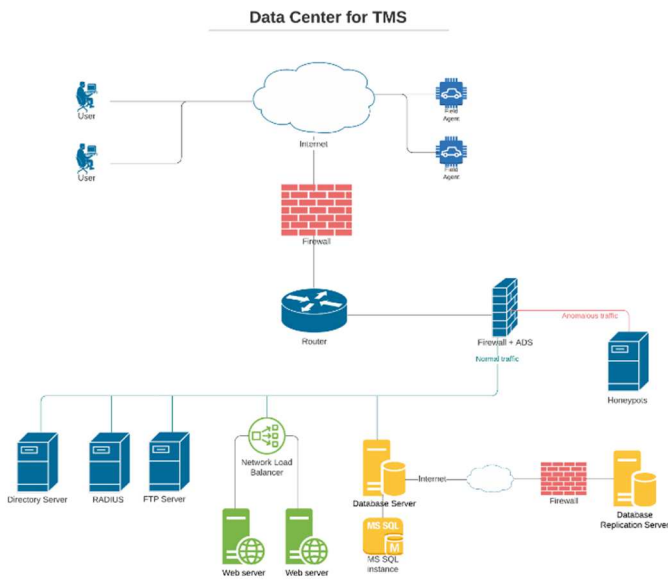 Data Center for TMS
User
Field
Agent
Internet
User
Field
Agent
Firewall
Router
Firewall + ADS
Anomarous traffic
Normal traffic
Honeypots
Directory Server
RADIUS
FTP Server
Network Load
Balancer
Database Server
Internet
Firewall
Database
Replication Server
Web server
Web server
MS SQL
M
MS SQL
instance